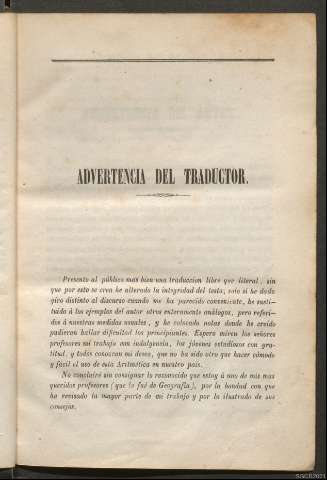 ADVERTENCIA DEL TRADUCTOR.
Presento al público mas bien una traduccion libre que literal, sin
que por esto se crea he alterado la integridad del testo; solo sí he dado
giro distinto al discurso cuando me ha parecido conveniente, he susti-
tuido á los ejemplos del autor otros enteramente análogos, pero referi-
dos á nuestras medidas usuales, y he colocado notas donde he creido
pudieran hallar dificultad los principiantes. Espero miren los señores
profesores mi trabajo con indulgencia, los jóvenes estudiosos con gra-
titud, y todos conozcan mi deseo, que no ha sido otro que hacer cómodo
y fácil el uso de esta Aritmética en nuestro pais.
No concluiré sin consignar lo reconocido que estoy á uno de mis mas
queridos profesores (que lo fué de Geografía), por la bondad con que
ha revisado la mayor parte de mi trabajo y por lo ilustrado de sus
consejos.